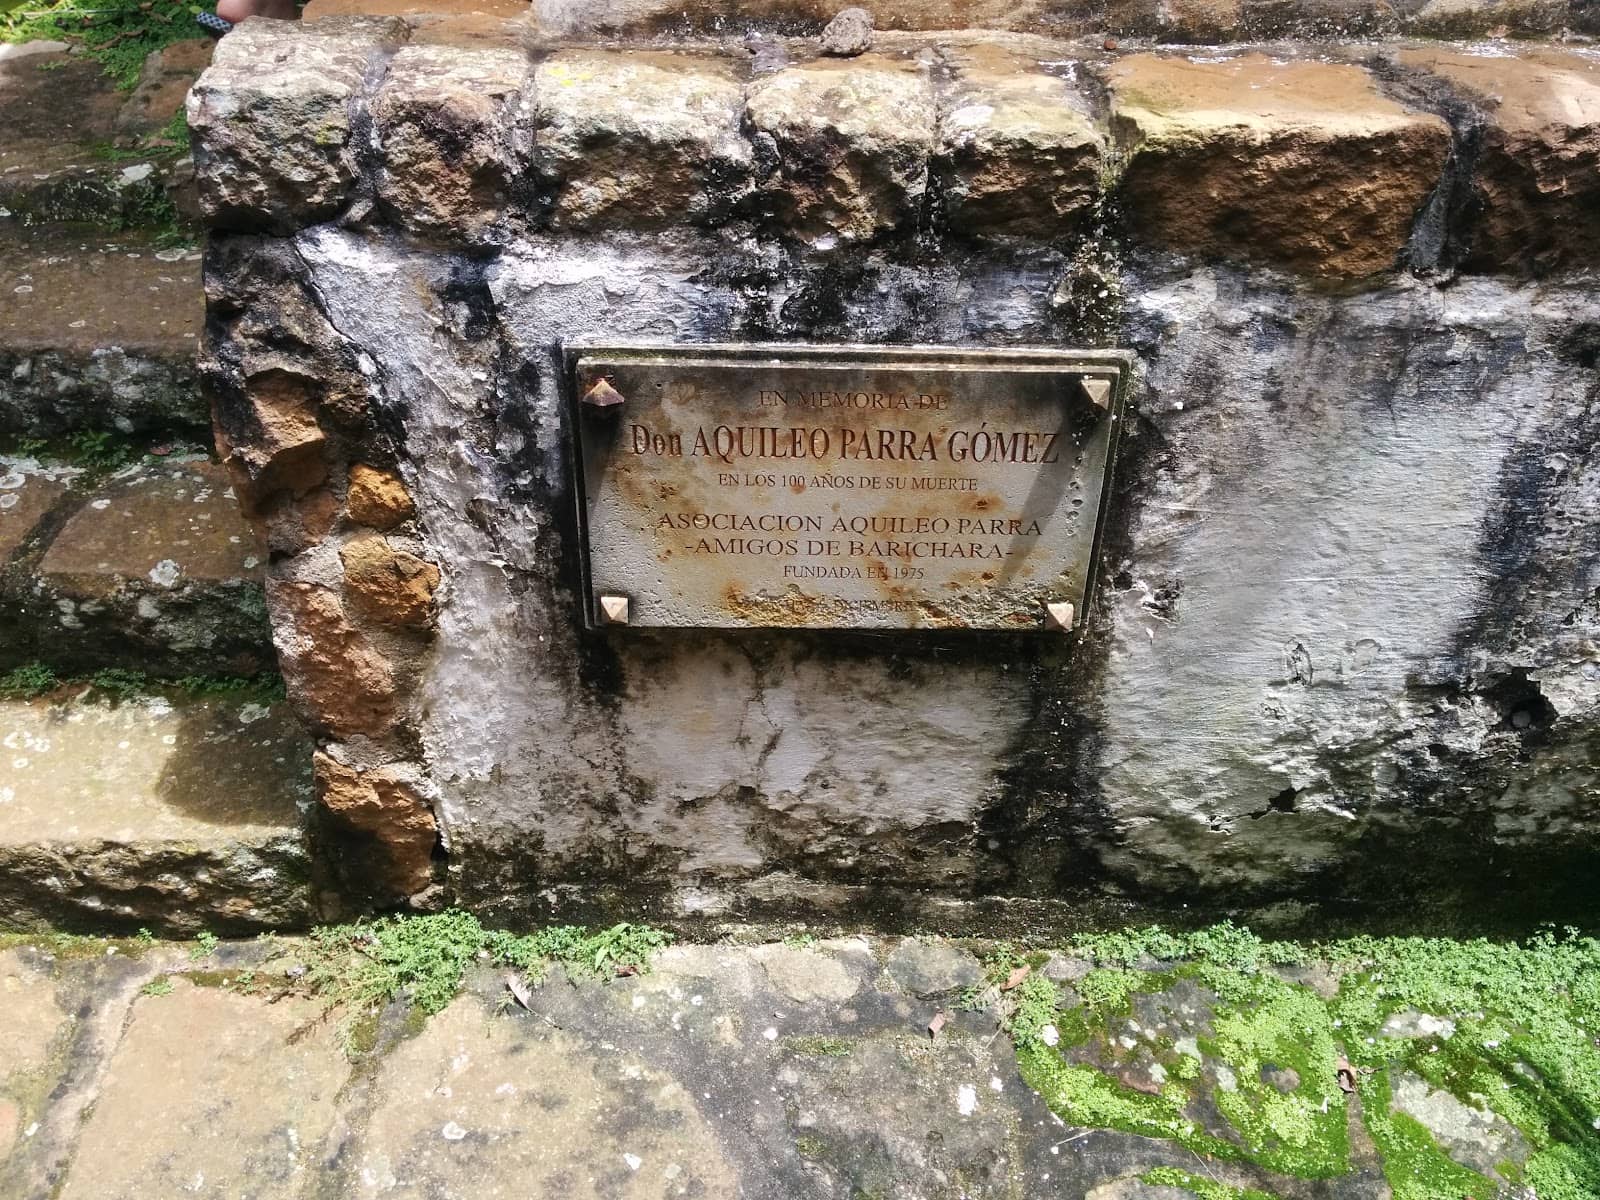 EN MEMORIA DE
Don AQUILEO PARRA GÓMEZ
EN LOS 100 AÑOS DE SU MUERTE
ASOCIACION AQUILEO PARRA
-AMIGOS DE BARICHARA-
FUNDADA EN 1975
DICIEMBRE